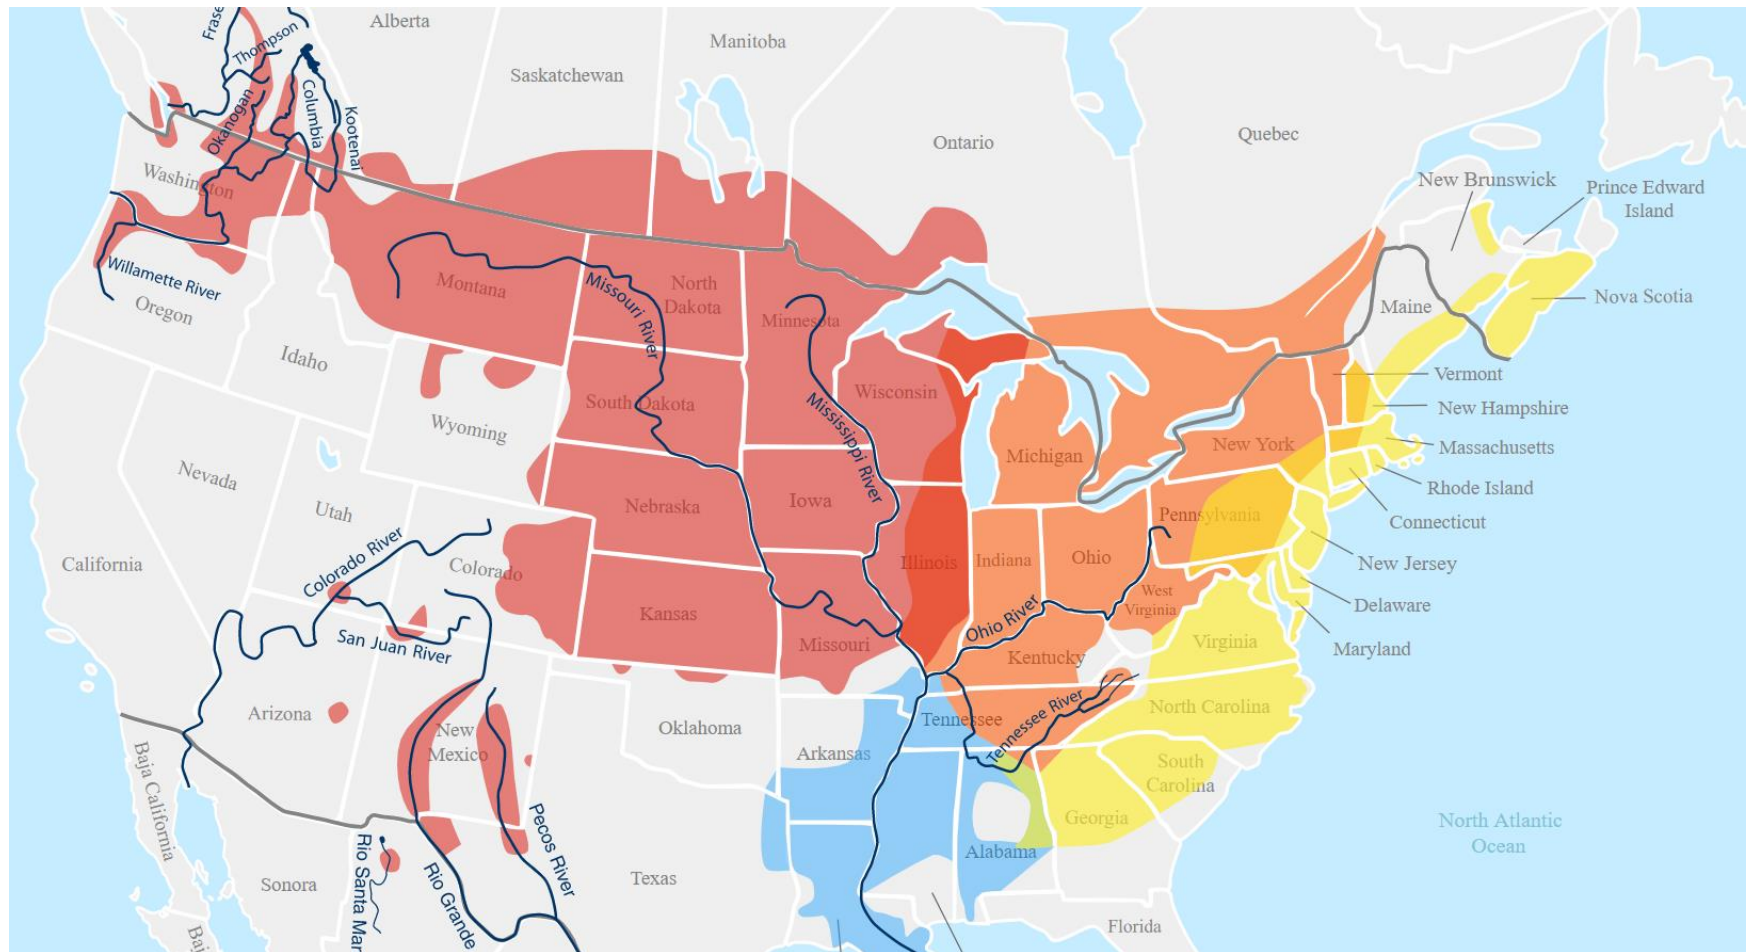 Alberta
Manitoba
Saskatchewan
Ontario
Quebec
Thompson
Okanogan
Columbia
Kootenai
New Brunswick
Prince Edward
Island
Nova Scotia
Maine
Washington
Willamette River
Oregon
Idaho
Montana
Missouri River
North
Dakota
Minnesota
South Dakota
Wyoming
Wisconsin
Mississippi River
Michigan
New York
Vermont
New Hampshire
Massachusetts
Rhode Island
Connecticut
New Jersey
Delaware
Maryland
Nevada
Utah
California
Colorado River
Colorado
San Juan River
Nebraska
Iowa
Illinois
Indiana
Ohio
Pennsylvania
West
Virginia
Virginia
Kansas
Missouri
Ohio River
Kentucky
Tennessee
Tennessee River
North Carolina
South
Carolina
Georgia
Alabama
Arkansas
Oklahoma
Arizona
New
Mexico
Baja California
Baj
Sonora
Rio Santa Mar
Rio Grande
Pecos River
Texas
Florida
North Atlantic
Ocean